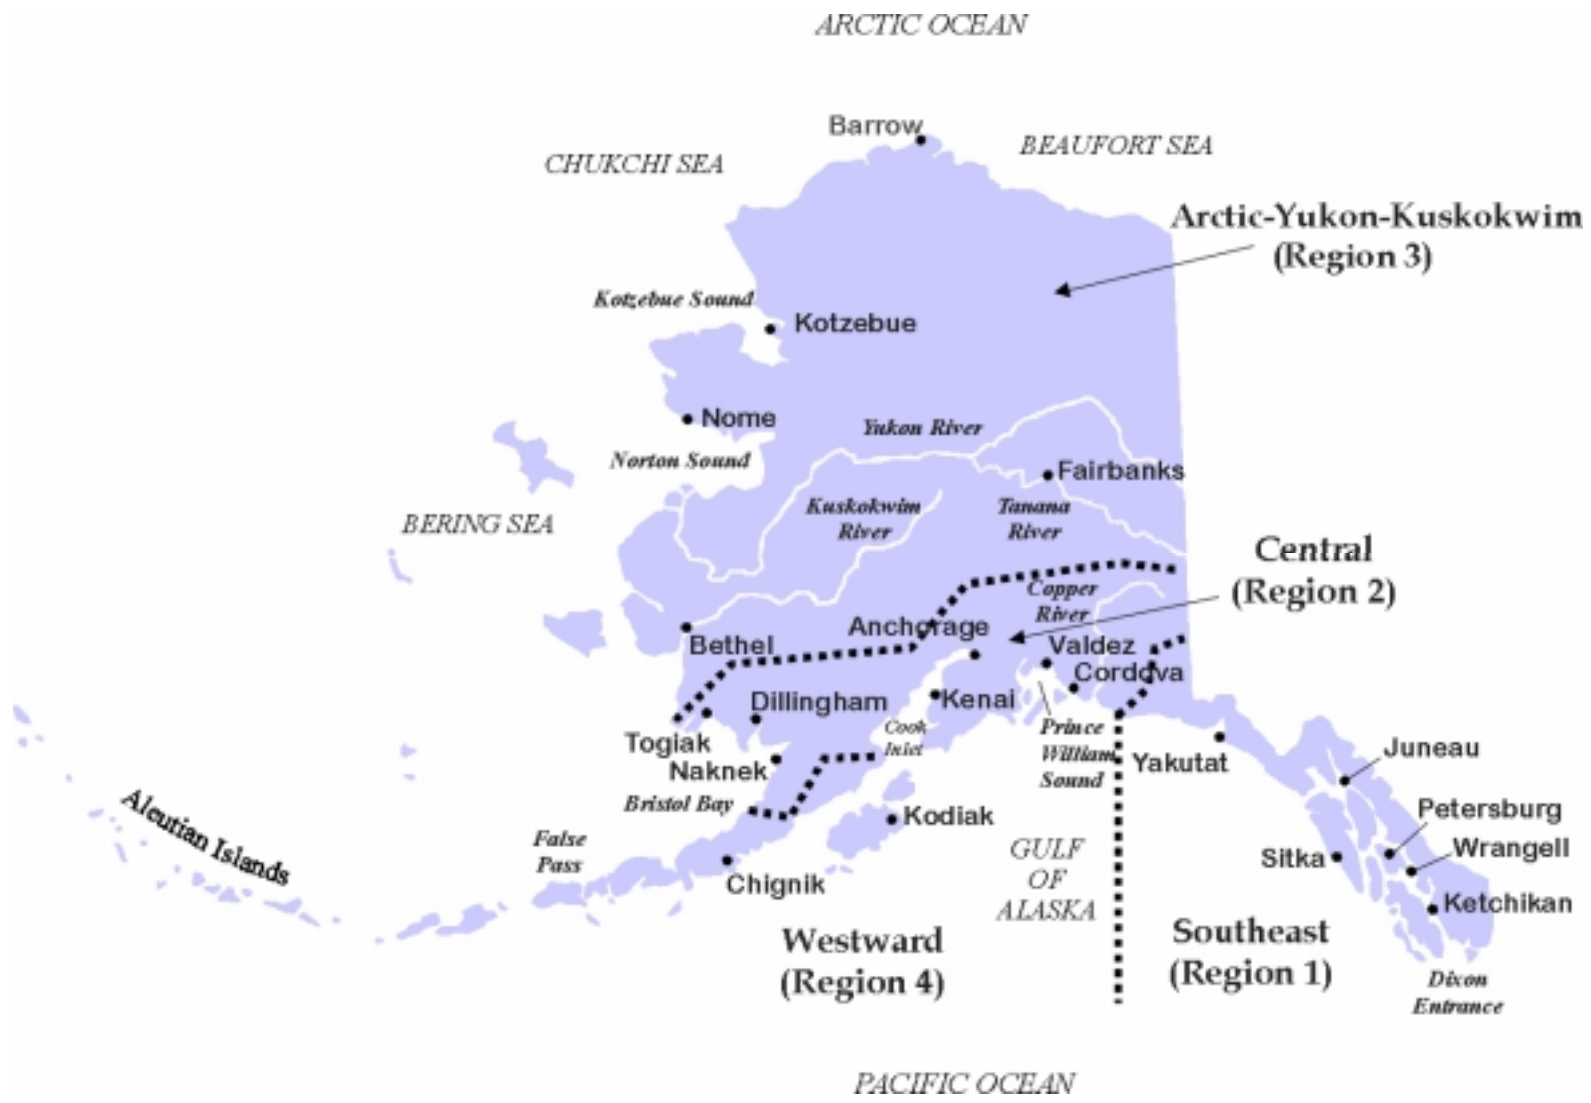 ARCTIC OCEAN
Barrow
BEAUFORT SEA
CHUKCHI SEA
Arctic-Yukon-Kuskokwim
(Region 3)
Kotzebue Sound
Kotzebue
Nome
Yukon River
Norton Sound
Fairbanks
Kuskokwim
River
Tanana
River
BERING SEA
Central
(Region 2)
Copper
River
Anchorage
Bethel
Valdez
Cordova
Dillingham
Kenai
Togiak
Cook
Inlet
Prince
William
Sound
Naknek
Yakutat
Juneau
Bristol Bay
Aleutian Islands
Kodiak
Petersburg
False
Pass
Wrangell
Sitka
GULF
OF
ALASKA
Chignik
Ketchikan
Westward
(Region 4)
Southeast
(Region 1)
Dixon
Entrance
PACIFIC OCEAN